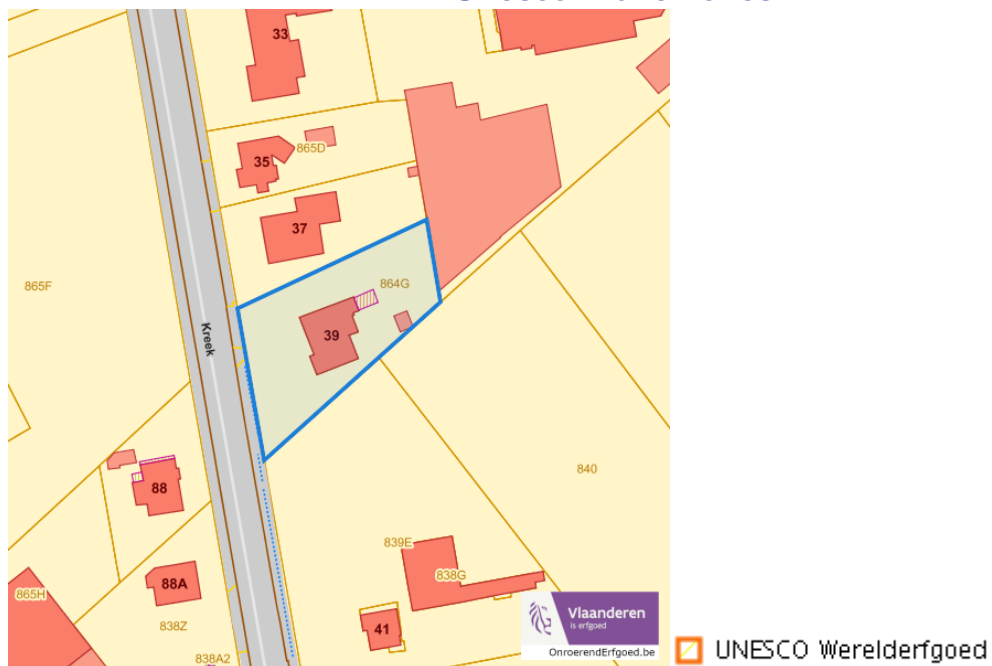 33
35
865D
37
865F
864G
39
Kreek
840
88
839E
838G
88A
865H
838Z
41
838A2
Vlaanderen
is erfgoed
OnroerendErfgoed.be
UNESCO Werelderfgoed